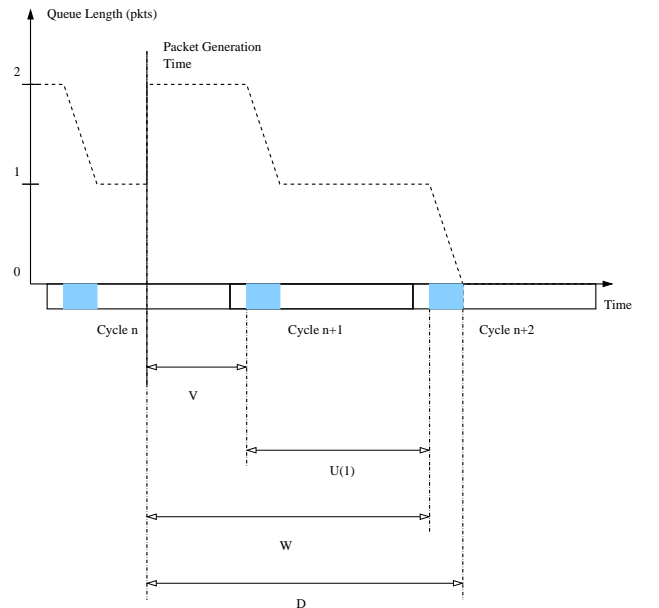 Queue Length (pkts)
Packet Generation
Time
2
1
0
Time
Cycle n
Cycle n+1
Cycle n+2
V
U(1)
W
D